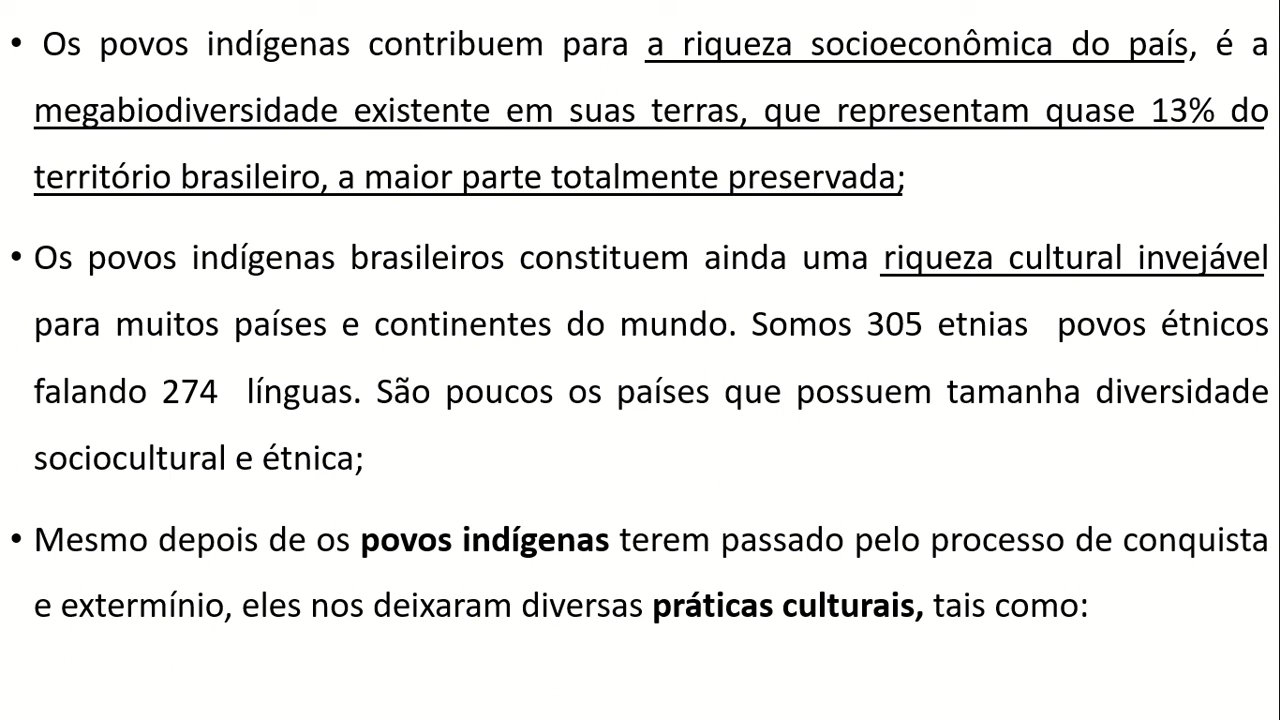 • Os povos indígenas contribuem para a riqueza socioeconômica do país, é a
megabiodiversidade existente em suas terras, que representam quase 13% do
território brasileiro, a maior parte totalmente preservada;
• Os povos indígenas brasileiros constituem ainda uma riqueza cultural invejável
para muitos países e continentes do mundo. Somos 305 etnias povos étnicos
falando 274 línguas. São poucos os países que possuem tamanha diversidade
sociocultural e étnica;
• Mesmo depois de os povos indígenas terem passado pelo processo de conquista
e extermínio, eles nos deixaram diversas práticas culturais, tais como: